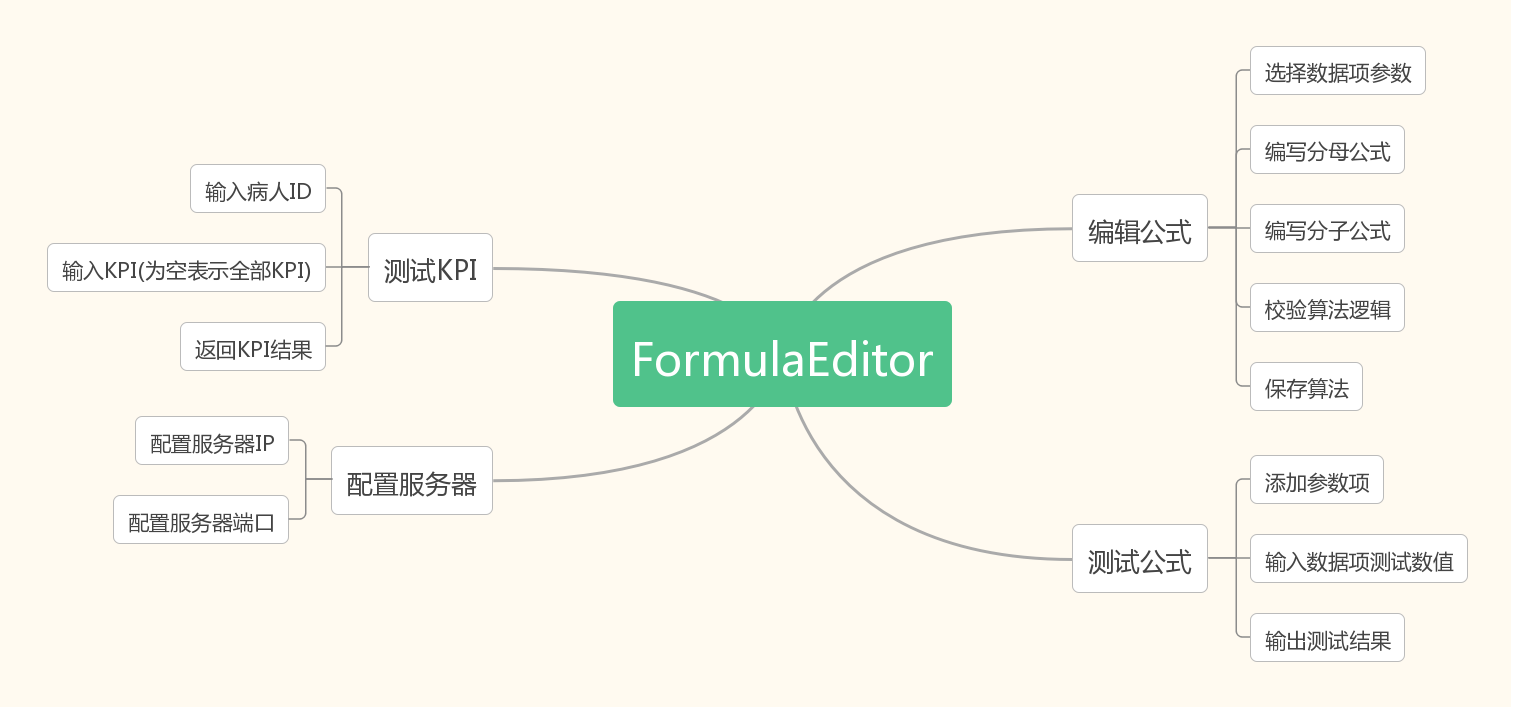 FormulaEditor
编辑公式
选择数据项参数
编写分母公式
编写分子公式
校验算法逻辑
保存算法
测试公式
添加参数项
输入数据项测试数值
输出测试结果
测试KPI
输入病人ID
输入KPI(为空表示全部KPI)
返回KPI结果
配置服务器
配置服务器IP
配置服务器端口